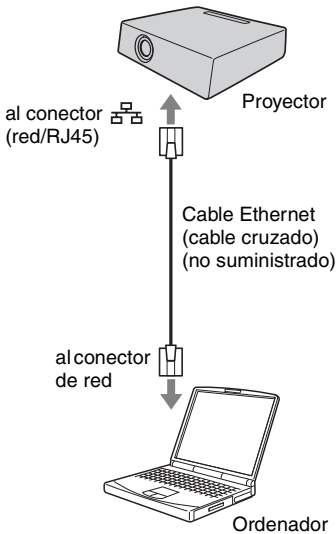 Proyector
al conector
(red/RJ45)
Cable Ethernet
(cable cruzado)
(no suministrado)
al conector
de red
Ordenador